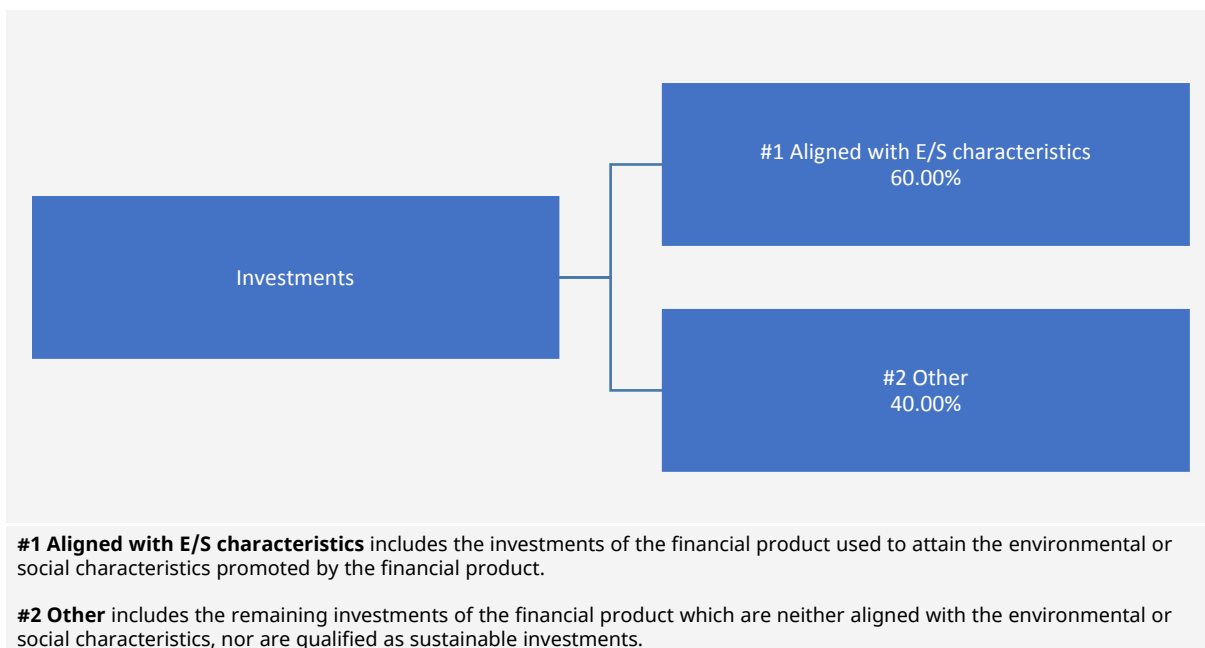 #1 Aligned with E/S characteristics
60.00%
Investments
#2 Other
40.00%
#1 Aligned with E/S characteristics includes the investments of the financial product used to attain the environmental or
social characteristics promoted by the financial product.
#2 Other includes the remaining investments of the financial product which are neither aligned with the environmental or
social characteristics, nor are qualified as sustainable investments.